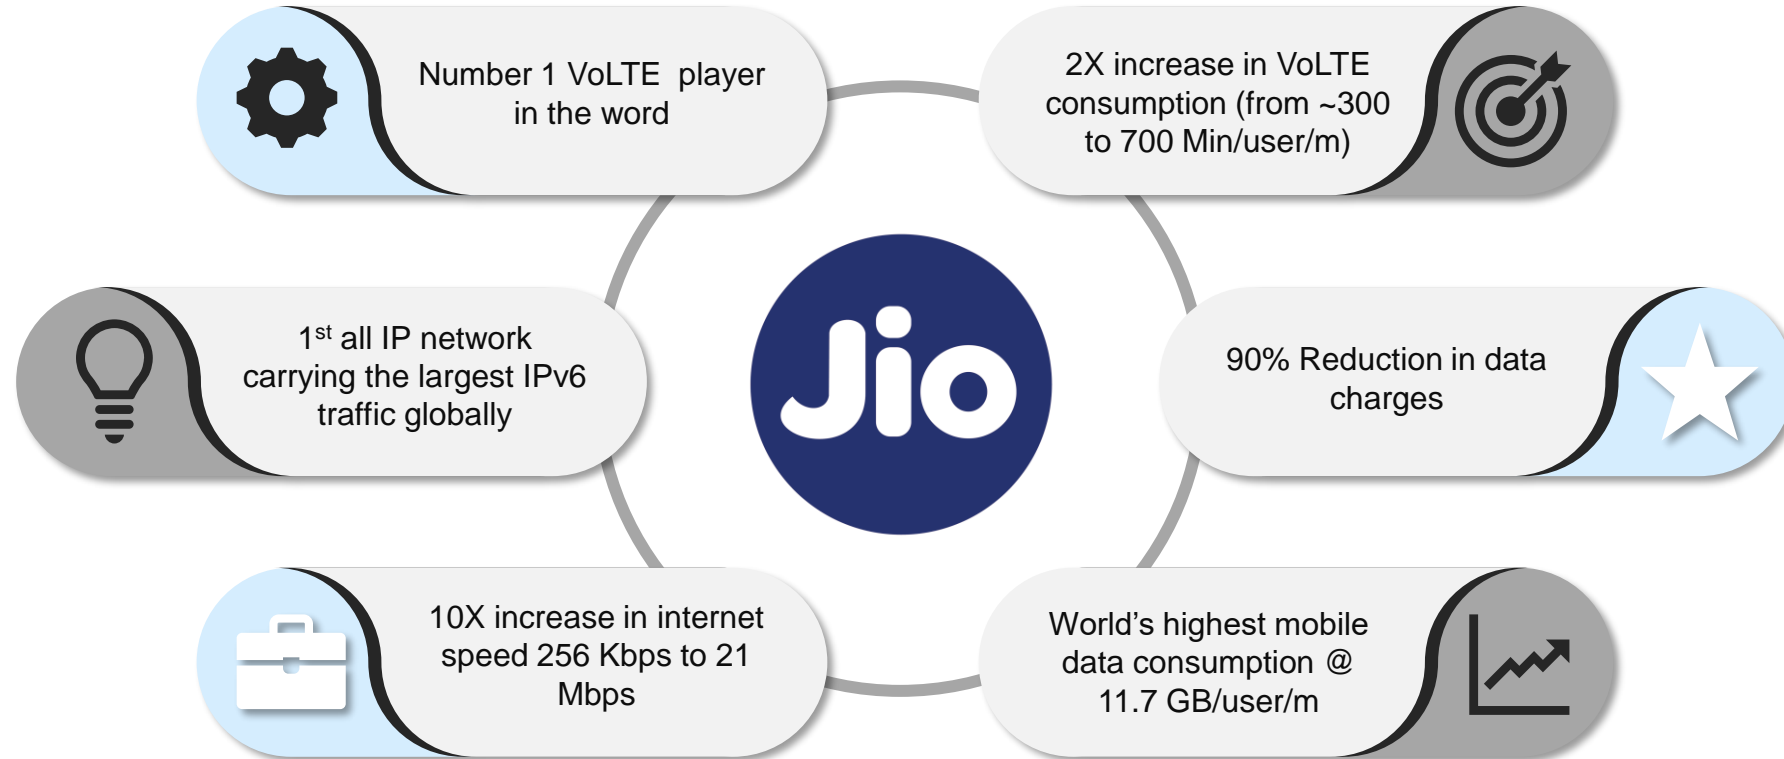 Number 1 VoLTE  player
in the word
2X increase in VoLTE
consumption (from ~300
to 700 Min/user/m)
1st all IP network
carrying the largest IPv6
traffic globally
Jio
90% Reduction in data
charges
10X increase in internet
speed 256 Kbps to 21
Mbps
World’s highest mobile
data consumption @
11.7 GB/user/m